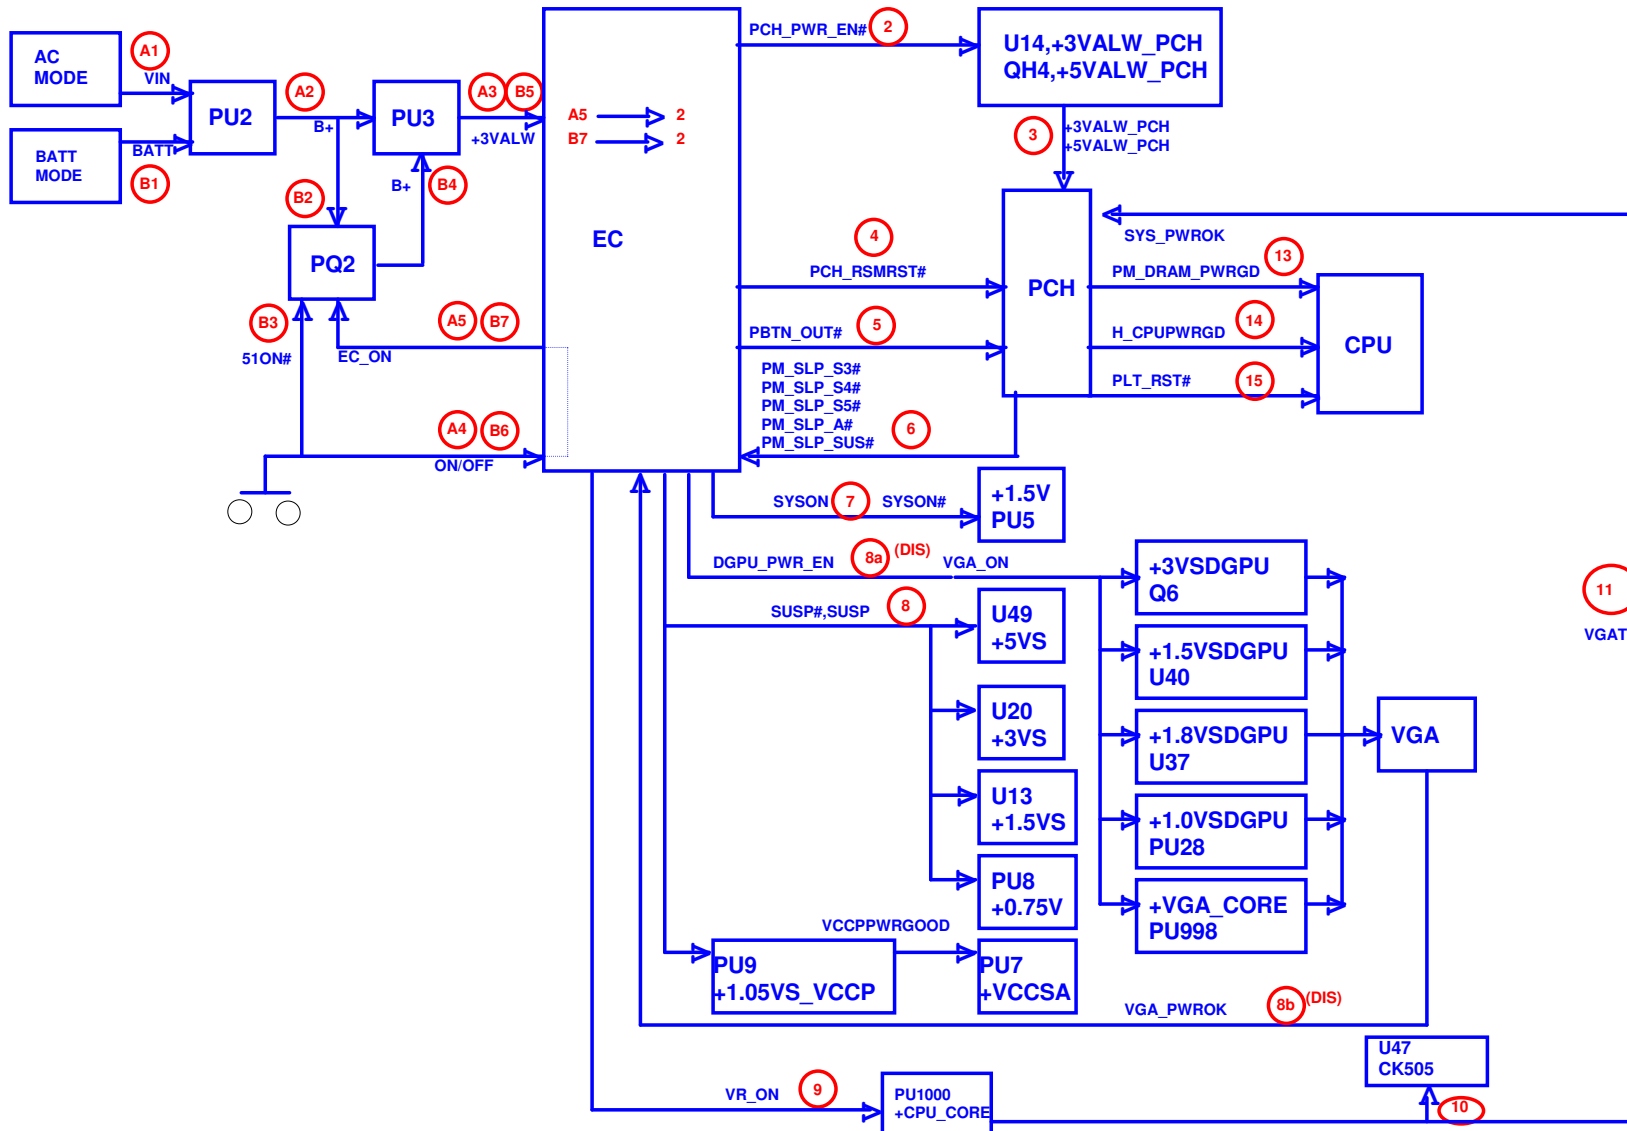 PCH_PWR_EN#
2
U14,+3VALW_PCH
QH4,+5VALW_PCH
AC
MODE
A1
VIN
PU2
A2
B+
PU3
A3
B5
+3VALW
A5
2
B7
2
BATT
MODE
BATT
B1
B2
B+
B4
3
+3VALW_PCH
+5VALW_PCH
EC
PQ2
4
PCH_RSMRST#
PCH
SYS_PWROK
PM_DRAM_PWRGD
13
B3
51ON#
EC_ON
A5
B7
PBTN_OUT#
5
H_CPUPWRGD
14
CPU
PM_SLP_S3#
PM_SLP_S4#
PM_SLP_S5#
PM_SLP_A#
PM_SLP_SUS#
6
PLT_RST#
15
A4
B6
ON/OFF
SYSON
7
SYSON#
+1.5V
PU5
DGPU_PWR_EN
8a
(DIS)
VGA_ON
+3VSDGPU
Q6
11
VGAT
SUSP#,SUSP
8
U49
+5VS
+1.5VSDGPU
U40
U20
+3VS
+1.8VSDGPU
U37
VGA
U13
+1.5VS
+1.0VSDGPU
PU28
PU8
+0.75V
+VGA_CORE
PU998
VCCPPWRGOOD
PU9
+1.05VS_VCCP
PU7
+VCCSA
VGA_PWROK
8b
(DIS)
U47
CK505
VR_ON
9
PU1000
+CPU_CORE
10